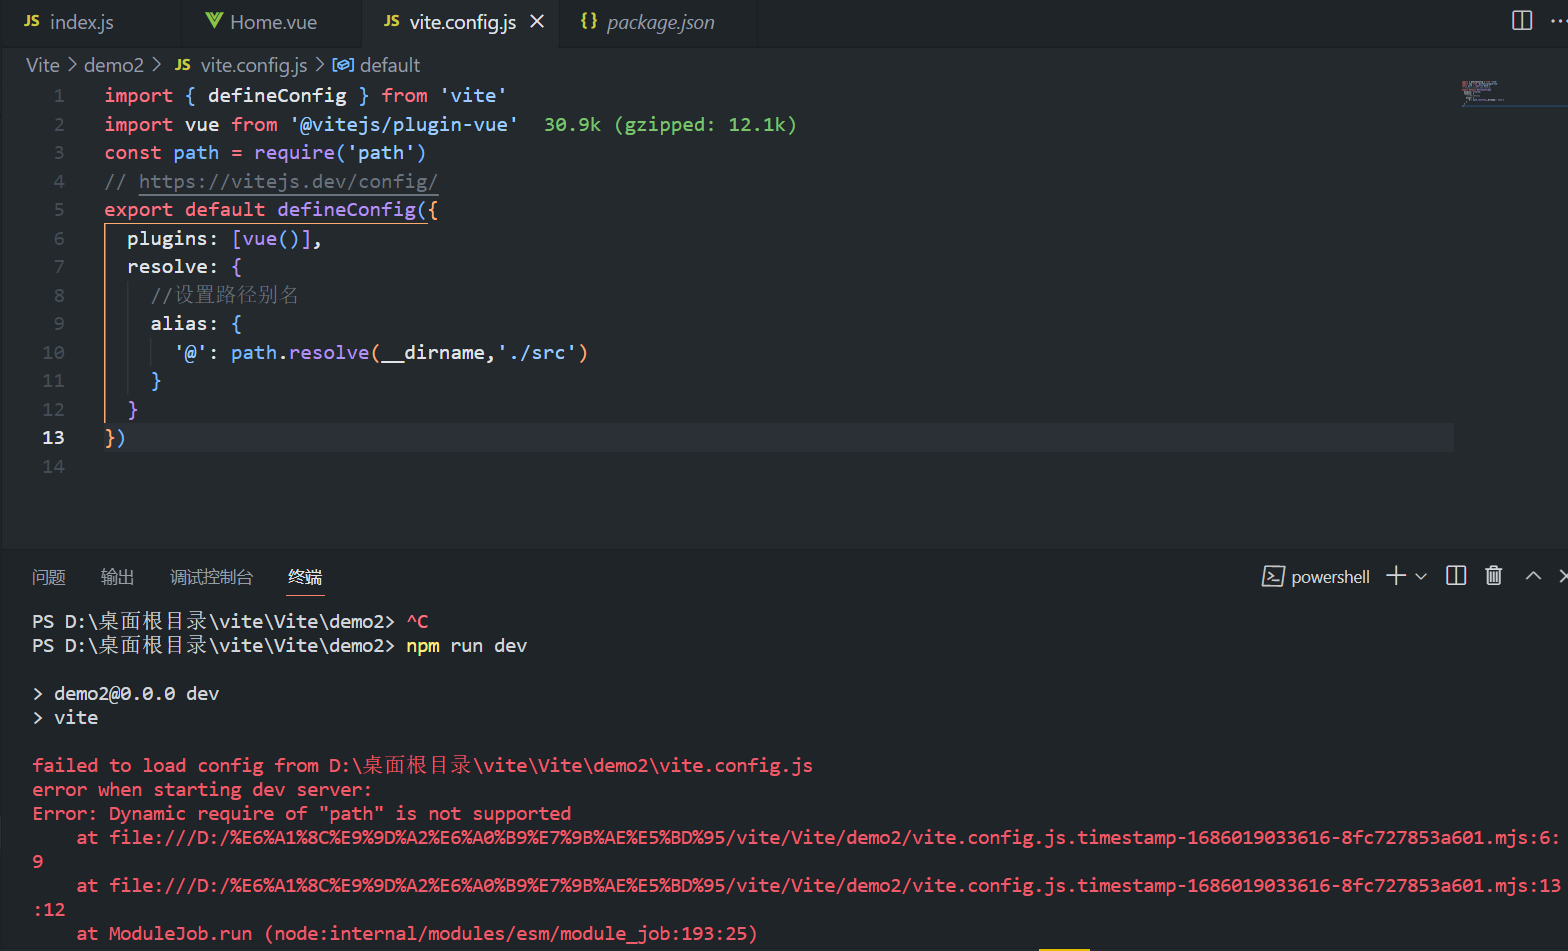 JS index.js Home.vue JS vite.config.js {} package.json
Vite > demo2 > JS vite.config.js > default
1 import { defineConfig } from 'vite'
2 import vue from '@vitejs/plugin-vue' 30.9k (gzipped: 12.1k)
3 const path = require('path')
4 // https://vitejs.dev/config/
5 export default defineConfig({
6 plugins: [vue()],
7 resolve: {
8 //设置路径别名
9 alias: {
10 '@': path.resolve(__dirname,'./src')
11 }
12 }
13 })
14
问题 输出 调试控制台 终端 powershell
PS D:\桌面根目录\vite\Vite\demo2> ^C
PS D:\桌面根目录\vite\Vite\demo2> npm run dev
> demo2@0.0.0 dev
> vite
failed to load config from D:\桌面根目录\vite\Vite\demo2\vite.config.js
error when starting dev server:
Error: Dynamic require of "path" is not supported
at file:///D:/%E6%A1%8C%E9%9D%A2%E6%A0%B9%E7%9B%AE%E5%BD%95/vite/Vite/demo2/vite.config.js.timestamp-1686019033616-8fc727853a601.mjs:6:
9
at file:///D:/%E6%A1%8C%E9%9D%A2%E6%A0%B9%E7%9B%AE%E5%BD%95/vite/Vite/demo2/vite.config.js.timestamp-1686019033616-8fc727853a601.mjs:13
:12
at ModuleJob.run (node:internal/modules/esm/module_job:193:25)